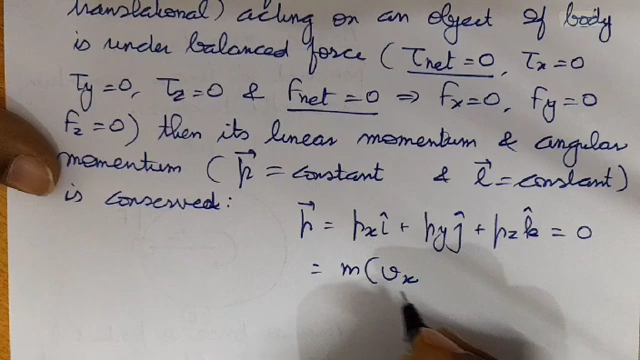 translational) acting on an object of body
is under balanced force ( τnet = 0, τx = 0
τy = 0, τz = 0 & fnet = 0 ⇒ fx = 0, fy = 0
fz = 0) then its linear momentum & angular
momentum ( p⃗ = constant & l⃗ = constant)
is conserved:
p⃗ = pxî + pyĵ + pzk̂ = 0
= m(vx